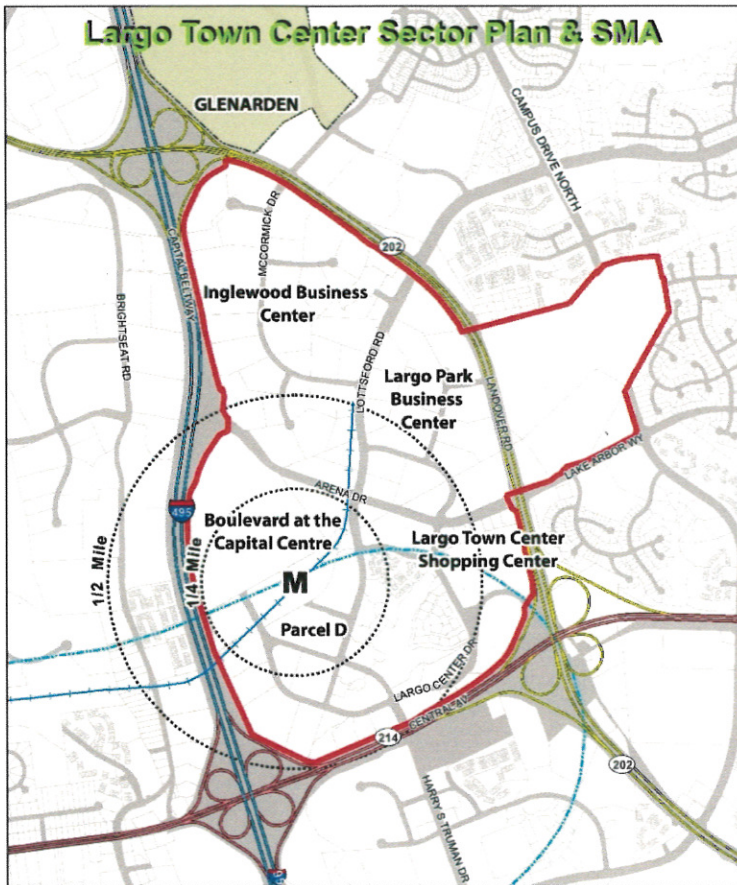 Largo Town Center Sector Plan & SMA
GLENARDEN
CAMPUS DRIVE NORTH
MCCORMICK DR
202
CAPITAL BELTWAY
Inglewood Business
Center
BRIGHTSEAT RD
LOTTSFORD RD
Largo Park
Business
Center
LANDOVER RD
LAKE ARBOR WY
ARENA DR
495
Boulevard at the
Capital Centre
Largo Town Center
Shopping Center
1/2 Mile
1/4 Mile
M
Parcel D
LARGO CENTER DR
CENTRAL AV
214
202
HARRY S TRUMAN DR